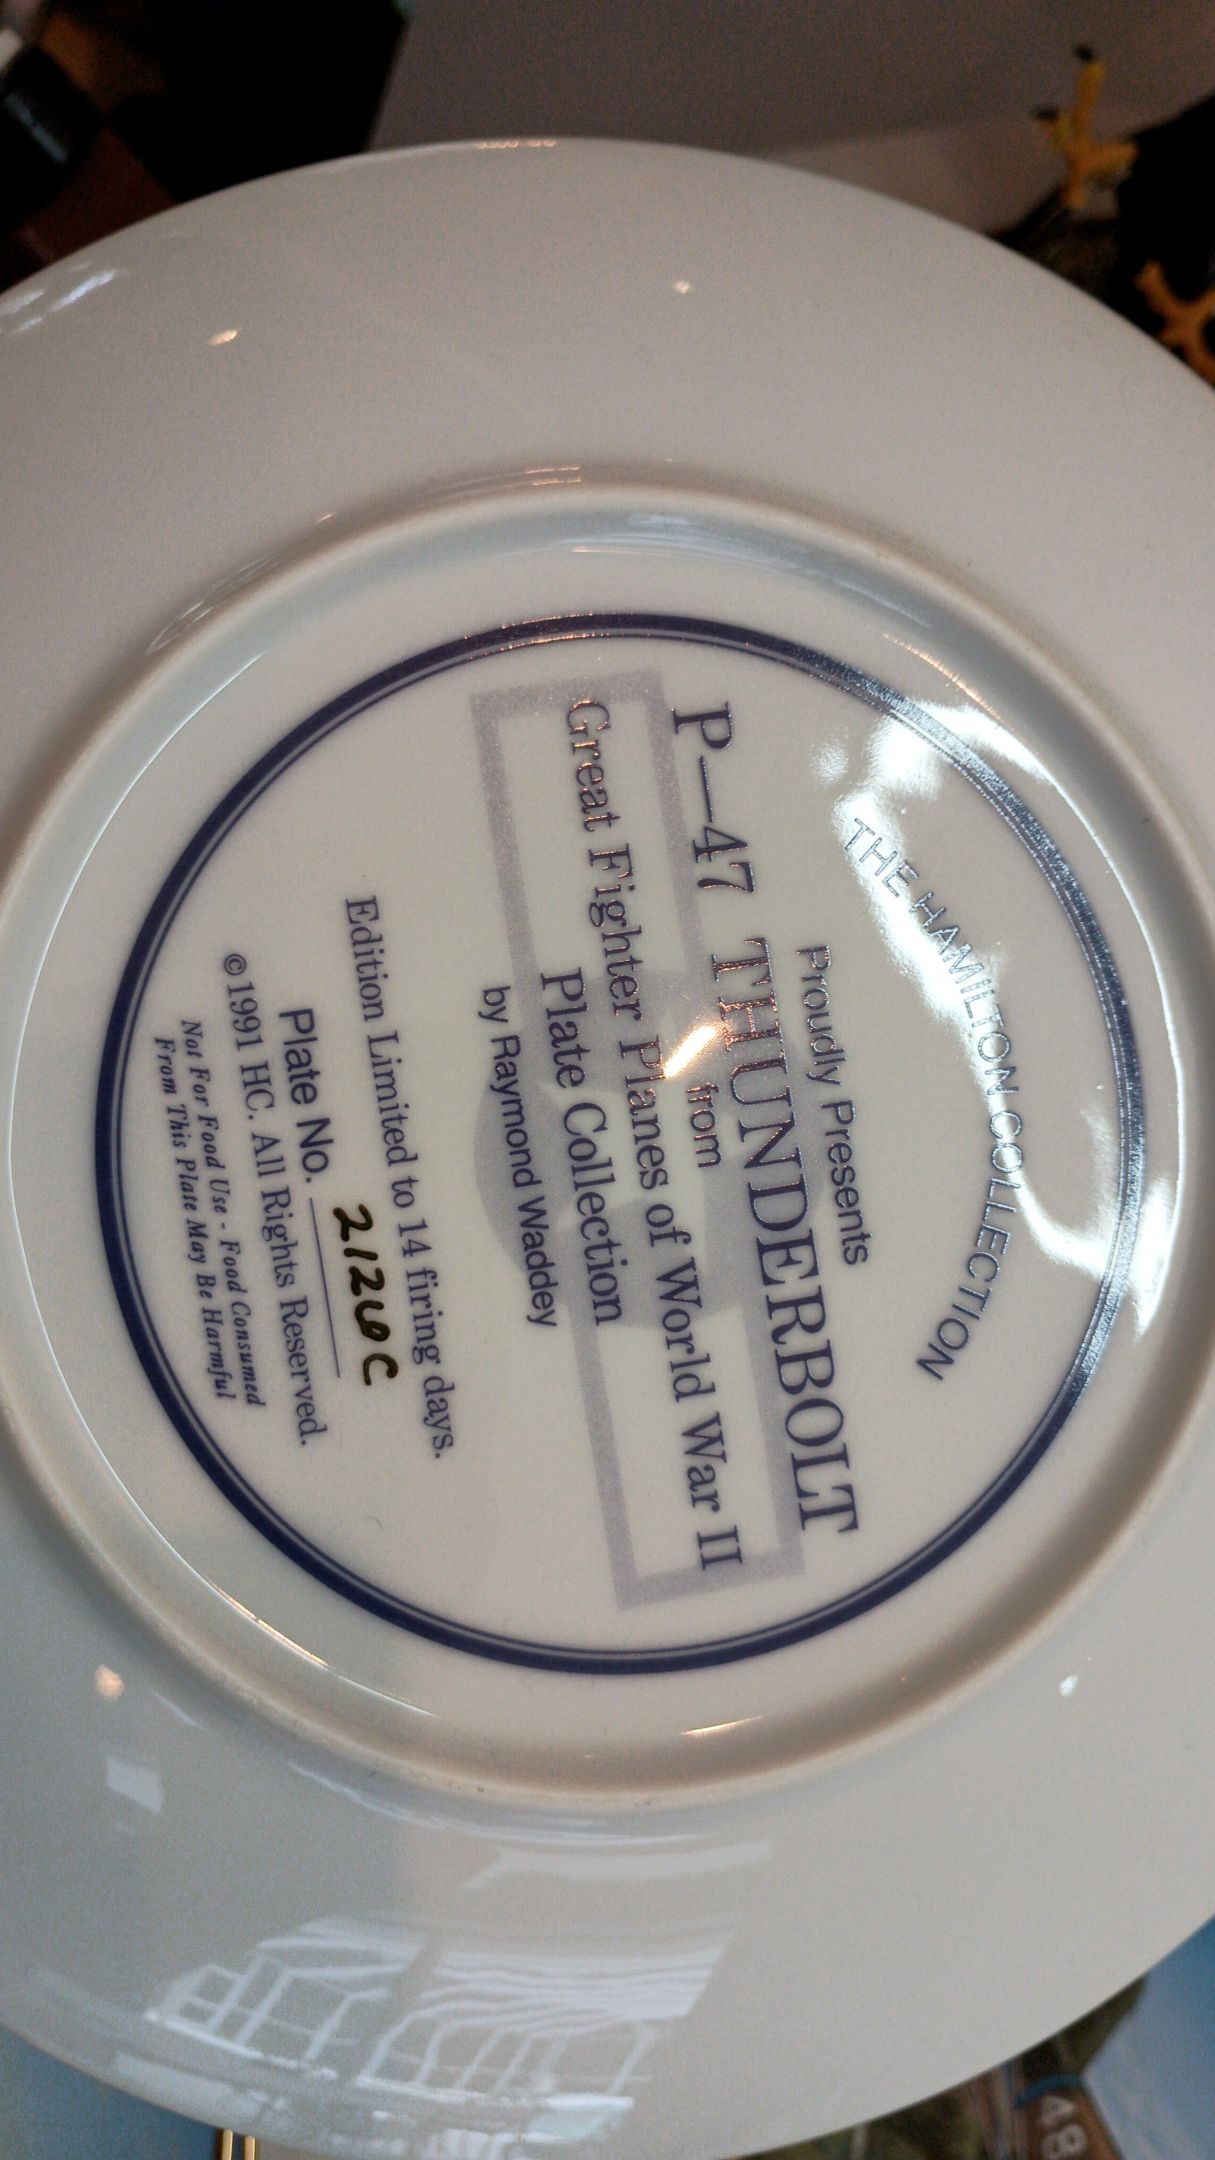 THE HAMILTON COLLECTION
Proudly Presents
P—47 THUNDERBOLT
from
Great Fighter Planes of World War II
Plate Collection
by Raymond Waddey
Edition Limited to 14 firing days.
Plate No. 2126C
©1991 HC. All Rights Reserved.
Not For Food Use - Food Consumed
From This Plate May Be Harmful
48